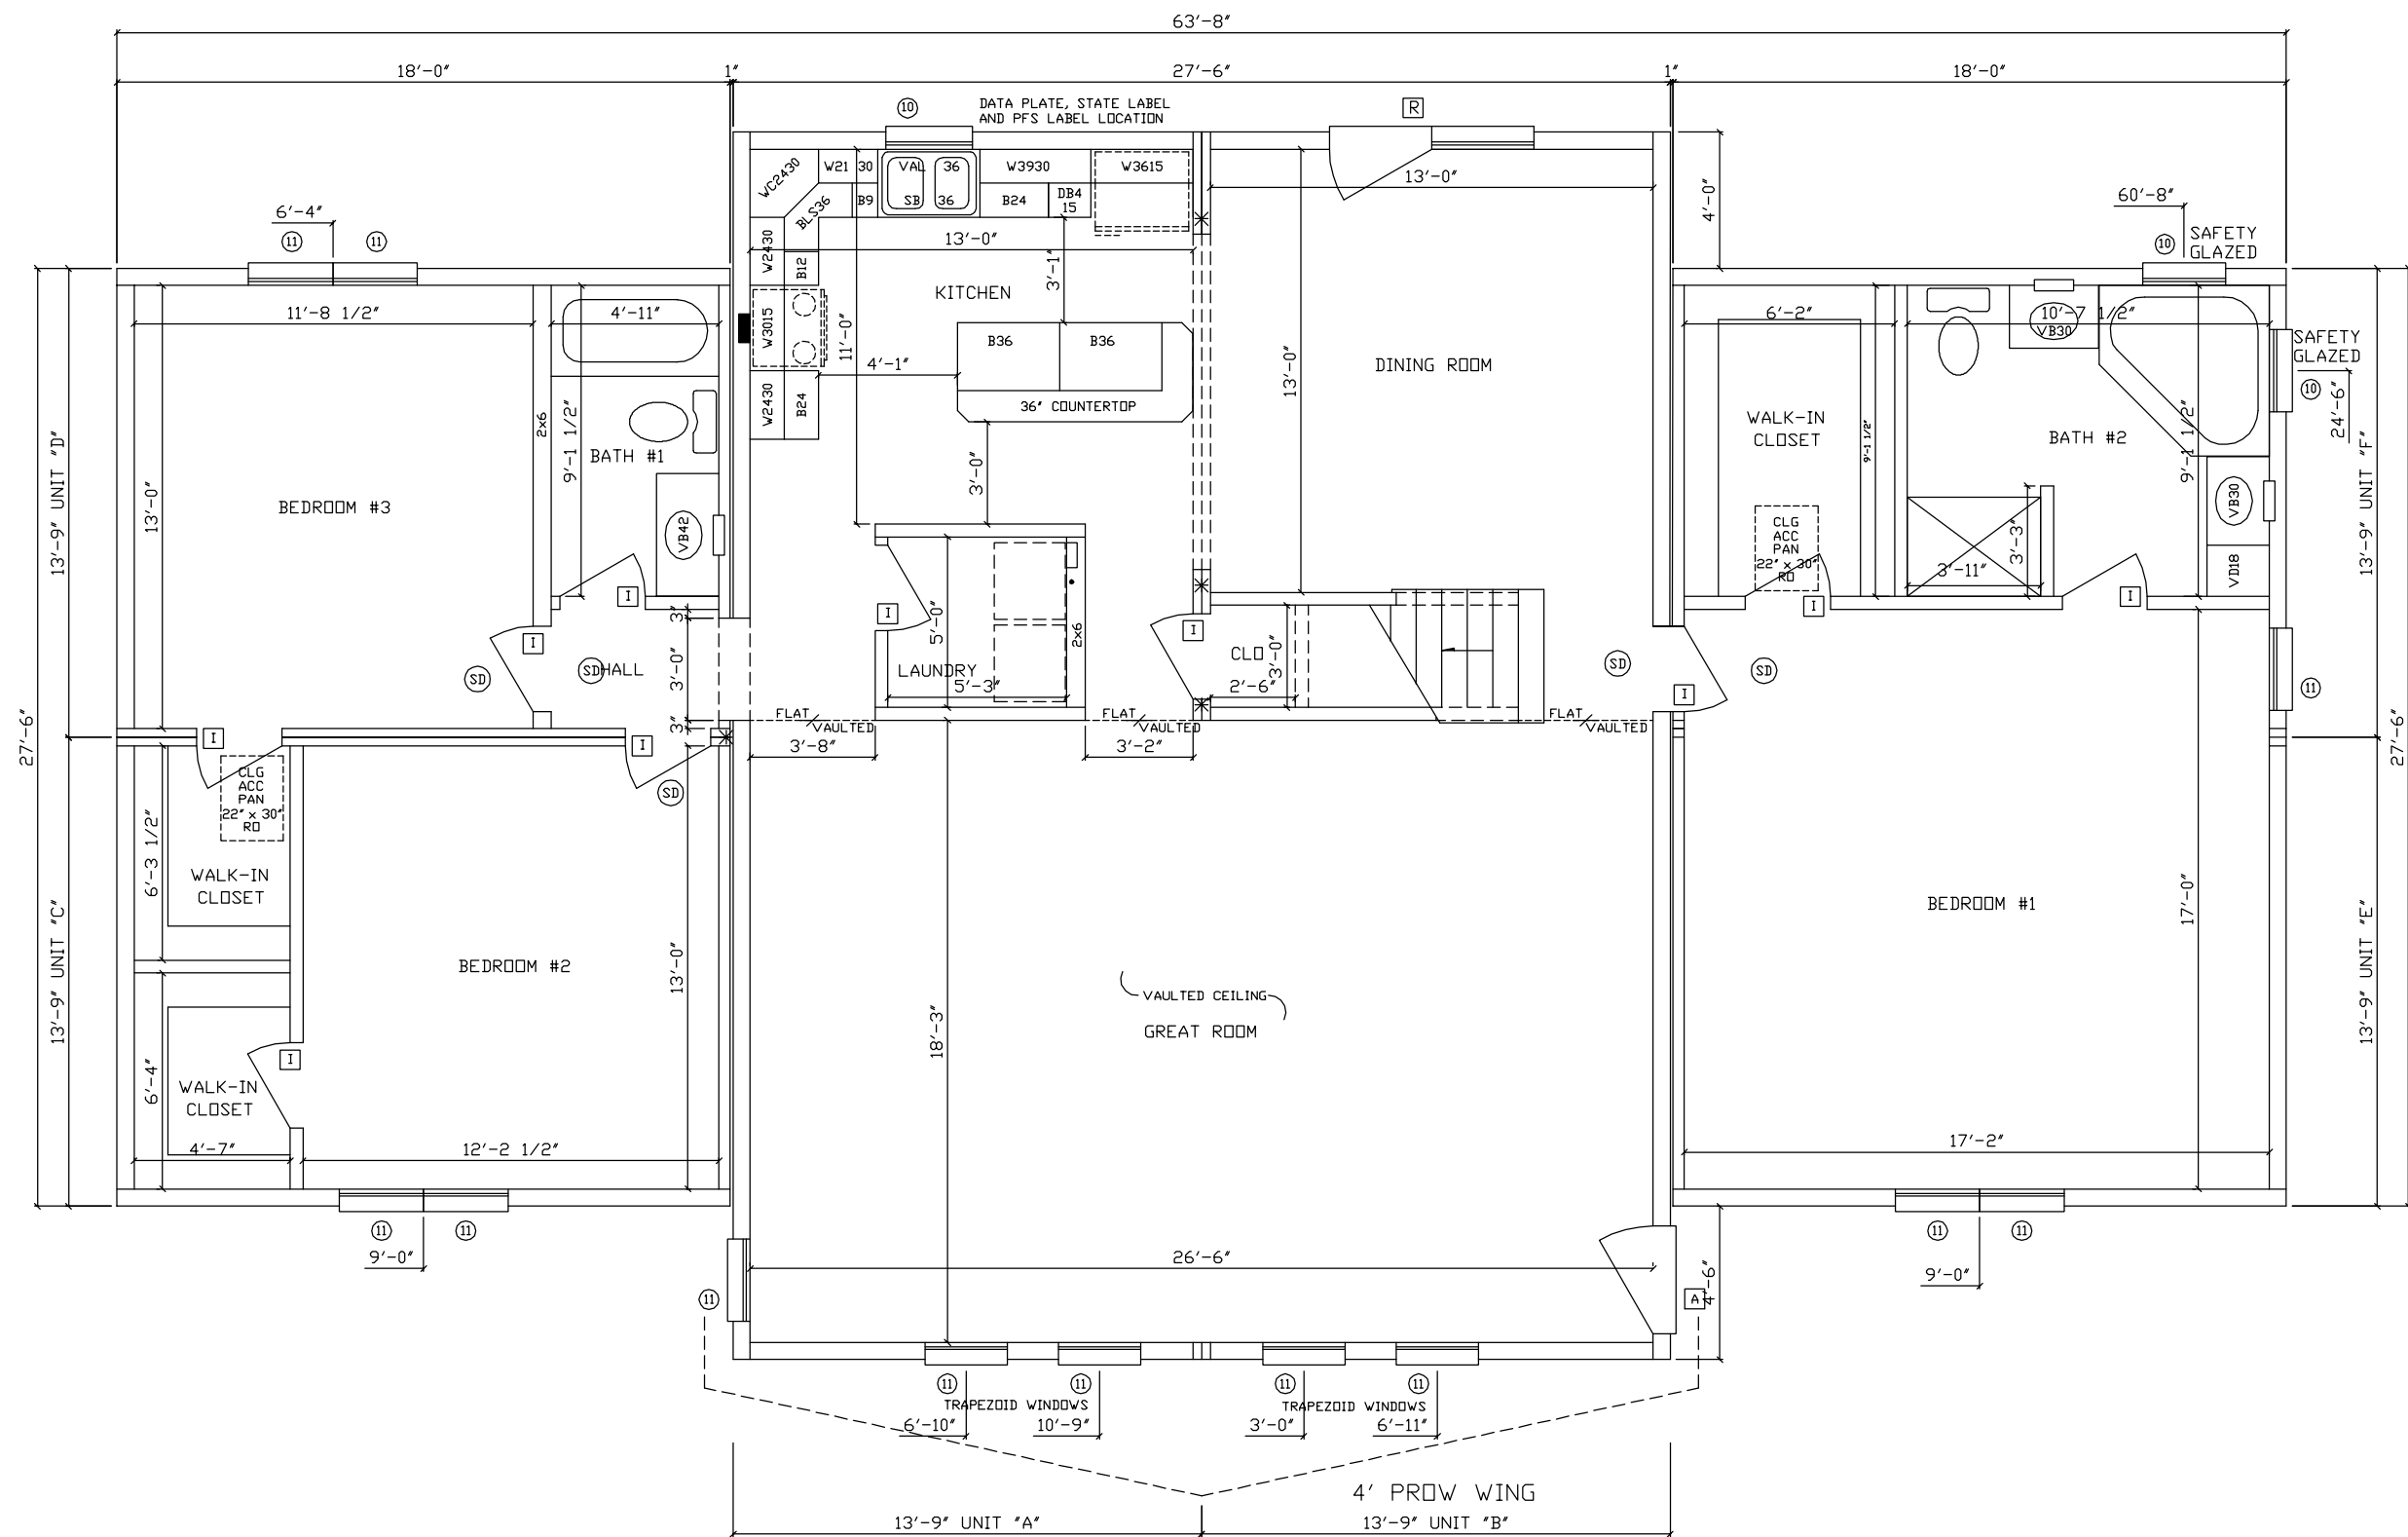 63'-8"
18'-0"
1"
27'-6"
1"
18'-0"
DATA PLATE, STATE LABEL
AND PFS LABEL LOCATION
10
R
WC2430
W21 30
VAL 36
W3930
W3615
BLS36
B9
SB 36
B24
DB4
15
13'-0"
4'-0"
60'-8"
SAFETY
GLAZED
10
6'-4"
11
11
W2430
B12
13'-0"
3'-1"
KITCHEN
11'-8 1/2"
4'-11"
W3015
11'-0"
B36
B36
4'-1"
36" COUNTERTOP
W2430
B24
3'-0"
DINING ROOM
13'-0"
6'-2"
10'-7 1/2"
VB30
SAFETY
GLAZED
10
24'-6"
WALK-IN
CLOSET
9'-1 1/2"
BATH #2
9'-1 1/2"
13'-9" UNIT "D"
13'-0"
BEDROOM #3
2x6
9'-1 1/2"
BATH #1
VB42
I
CLG
ACC
PAN
22" x 30"
RO
I
3'-3"
3'-11"
VB30
VD18
I
13'-9" UNIT "F"
27'-6"
I
SD
SD
HALL
3"
3'-0"
3"
I
5'-0"
LAUNDRY
5'-3"
2x6
I
CLO
3'-0"
2'-6"
SD
I
SD
11
27'-6"
FLAT
VAULTED
FLAT
VAULTED
FLAT
VAULTED
3'-8"
3'-2"
I
I
SD
CLG
ACC
PAN
22" x 30"
RO
6'-3 1/2"
WALK-IN
CLOSET
13'-9" UNIT "C"
BEDROOM #2
13'-0"
I
6'-4"
WALK-IN
CLOSET
4'-7"
12'-2 1/2"
18'-3"
VAULTED CEILING
GREAT ROOM
BEDROOM #1
17'-0"
13'-9" UNIT "E"
17'-2"
11
11
9'-0"
11
26'-6"
4'-6"
A
11
11
9'-0"
11
11
11
11
TRAPEZOID WINDOWS
TRAPEZOID WINDOWS
6'-10"
10'-9"
3'-0"
6'-11"
4' PROW WING
13'-9" UNIT "A"
13'-9" UNIT "B"